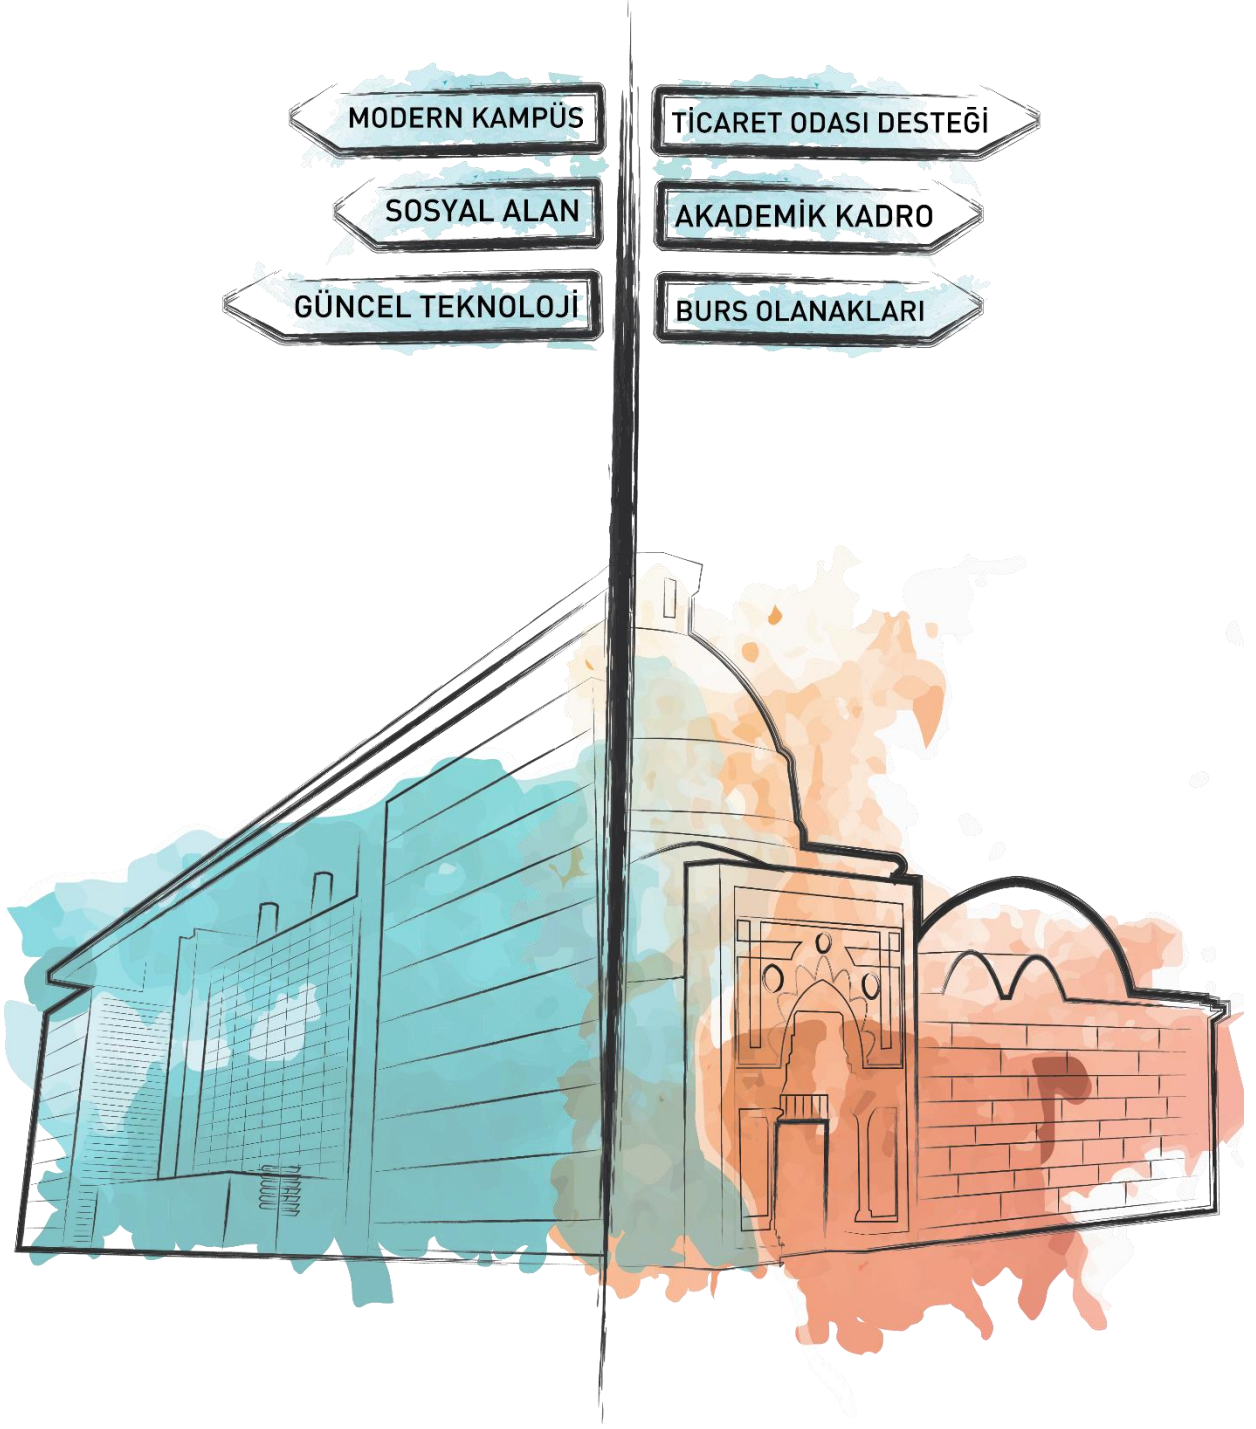 MODERN KAMPÜS
TİCARET ODASI DESTEĞİ
SOSYAL ALAN
AKADEMİK KADRO
GÜNCEL TEKNOLOJİ
BURS OLANAKLARI